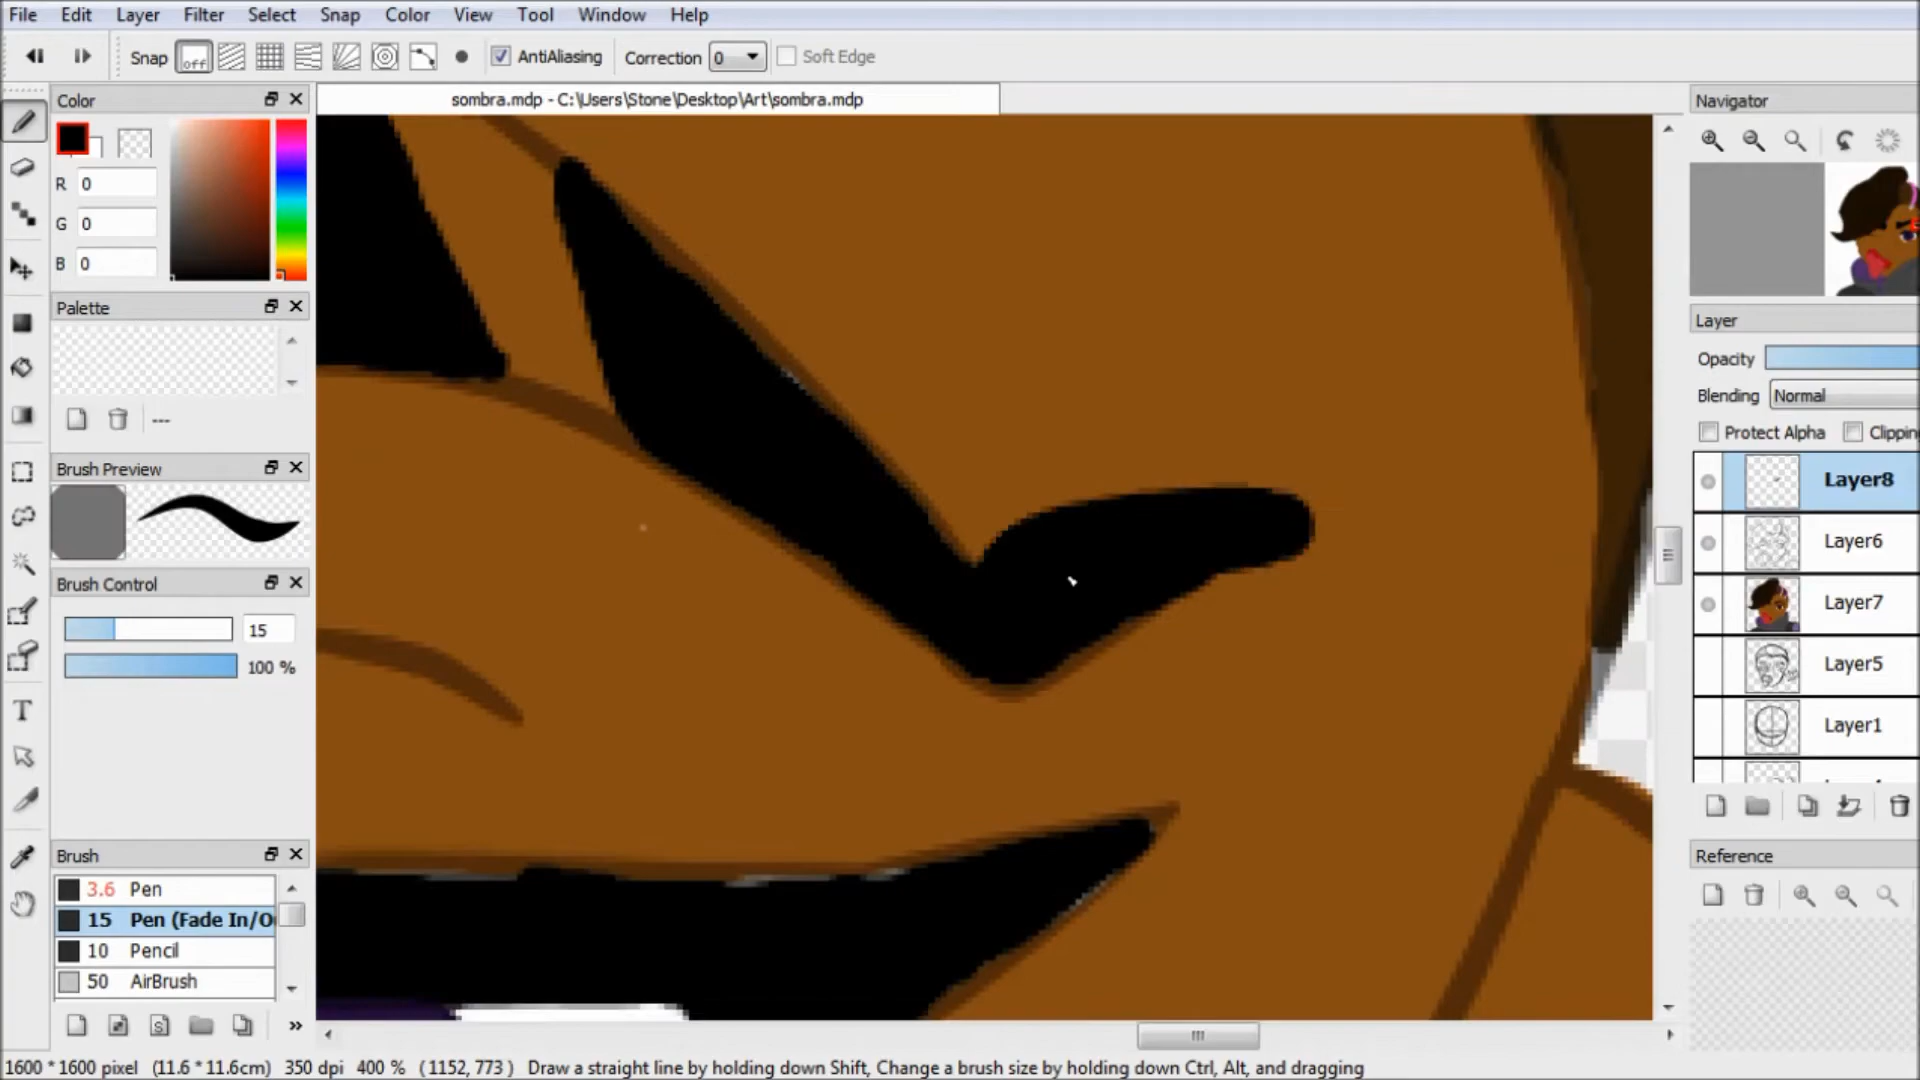 File Edit Layer Filter Select Snap Color View Tool Window Help
Snap off AntiAliasing Correction 0 Soft Edge
Color
sombra.mdp - C:\Users\Stone\Desktop\Art\sombra.mdp
Navigator
R 0
G 0
B 0
Palette
---
Layer
Opacity
Blending Normal
Protect Alpha Clippin
Brush Preview
Layer8
Layer6
Brush Control
Layer7
15
100 %
Layer5
T
Layer1
Brush
Reference
3.6 Pen
15 Pen (Fade In/O
10 Pencil
50 AirBrush
S
»
1600 * 1600 pixel (11.6 * 11.6cm) 350 dpi 400 % (1152, 773) Draw a straight line by holding down Shift, Change a brush size by holding down Ctrl, Alt, and dragging